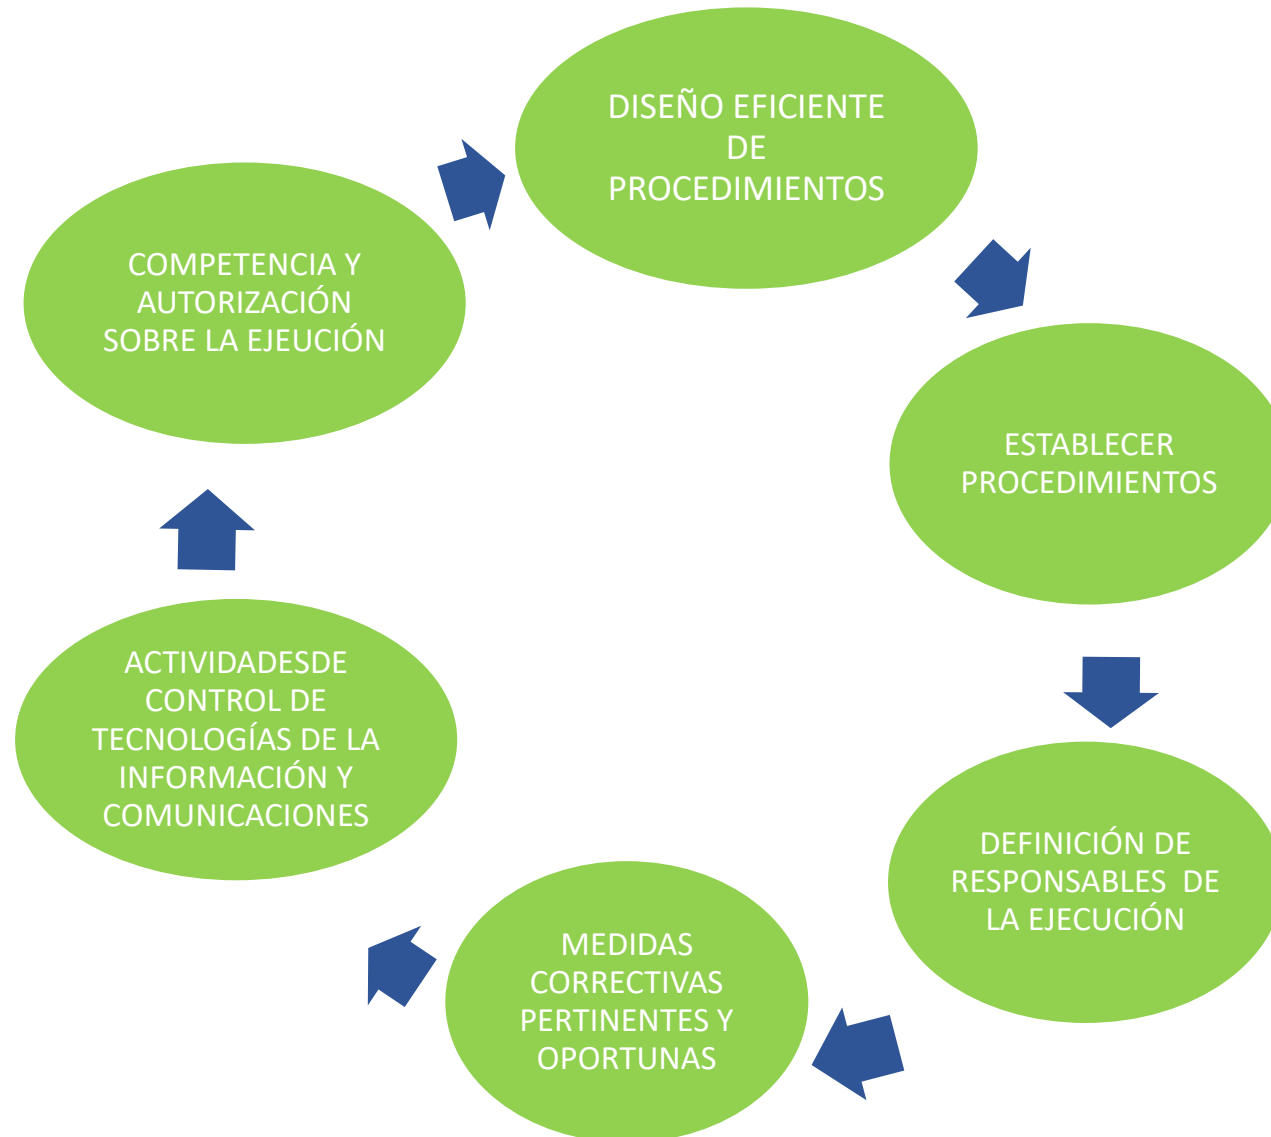 DISEÑO EFICIENTE
DE
PROCEDIMIENTOS
ESTABLECER
PROCEDIMIENTOS
DEFINICIÓN DE
RESPONSABLES DE
LA EJECUCIÓN
MEDIDAS
CORRECTIVAS
PERTINENTES Y
OPORTUNAS
ACTIVIDADESDE
CONTROL DE
TECNOLOGÍAS DE LA
INFORMACIÓN Y
COMUNICACIONES
COMPETENCIA Y
AUTORIZACIÓN
SOBRE LA EJEUCIÓN